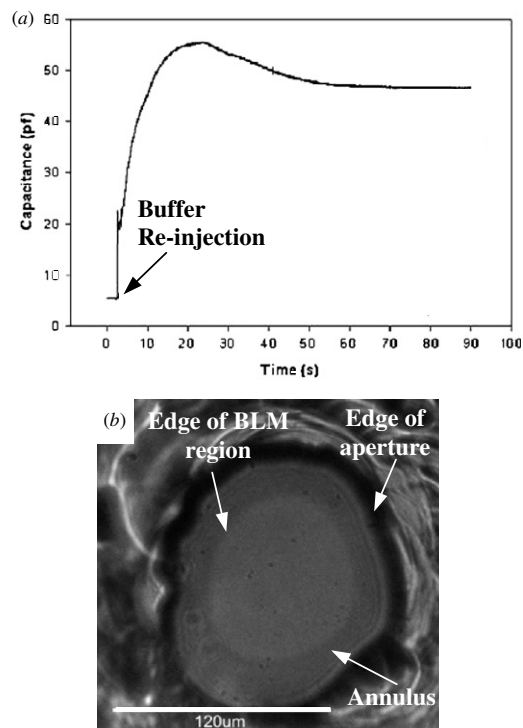 (a)
60
50
40
30
20
10
0
Capacitance (pf)
Buffer
Re-injection
0 10 20 30 40 50 60 70 80 90 100
Time (s)
(b)
Edge of BLM
region
Edge of
aperture
Annulus
120um